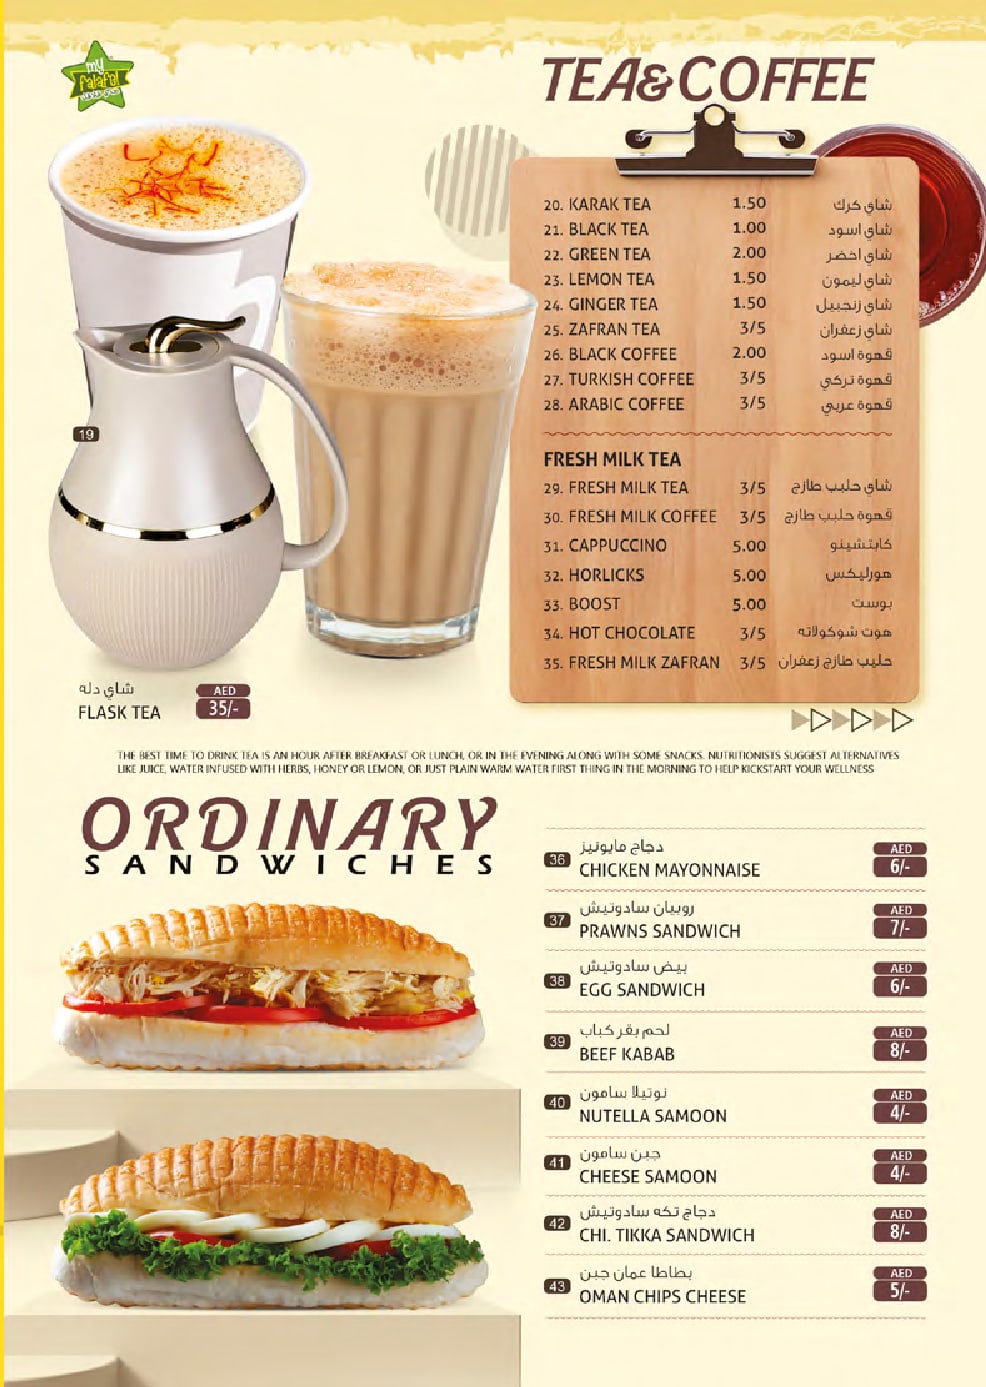 my
falafel
TEA&COFFEE
20. KARAK TEA 1.50 شاي كرك
21. BLACK TEA 1.00 شاي اسود
22. GREEN TEA 2.00 شاي اخضر
23. LEMON TEA 1.50 شاي ليمون
24. GINGER TEA 1.50 شاي زنجبيل
25. ZAFRAN TEA 3/5 شاي زعفران
26. BLACK COFFEE 2.00 قهوة اسود
27. TURKISH COFFEE 3/5 قهوة تركي
28. ARABIC COFFEE 3/5 قهوة عربي
FRESH MILK TEA
29. FRESH MILK TEA 3/5 شاي حليب طازج
30. FRESH MILK COFFEE 3/5 قهوة حليب طازج
31. CAPPUCCINO 5.00 كابتشينو
32. HORLICKS 5.00 هورليكس
33. BOOST 5.00 بوست
34. HOT CHOCOLATE 3/5 هوت شوكولاته
35. FRESH MILK ZAFRAN 3/5 حليب طازج زعفران
19
شاي دله
FLASK TEA
AED
35/-
THE BEST TIME TO DRINK TEA IS AN HOUR AFTER BREAKFAST OR LUNCH, OR IN THE EVENING ALONG WITH SOME SNACKS. NUTRITIONISTS SUGGEST ALTERNATIVES
LIKE JUICE, WATER INFUSED WITH HERBS, HONEY OR LEMON, OR JUST PLAIN WARM WATER FIRST THING IN THE MORNING TO HELP KICKSTART YOUR WELLNESS
ORDINARY
SANDWICHES
36 دجاج مايونيز AED
CHICKEN MAYONNAISE 6/-
37 روبيان سادوتيش AED
PRAWNS SANDWICH 7/-
38 بيض سادوتيش AED
EGG SANDWICH 6/-
39 لحم بقر كباب AED
BEEF KABAB 8/-
40 نوتيلا سامون AED
NUTELLA SAMOON 4/-
41 جبن سامون AED
CHEESE SAMOON 4/-
42 دجاج تكه سادوتيش AED
CHI. TIKKA SANDWICH 8/-
43 بطاطا عمان جبن AED
OMAN CHIPS CHEESE 5/-